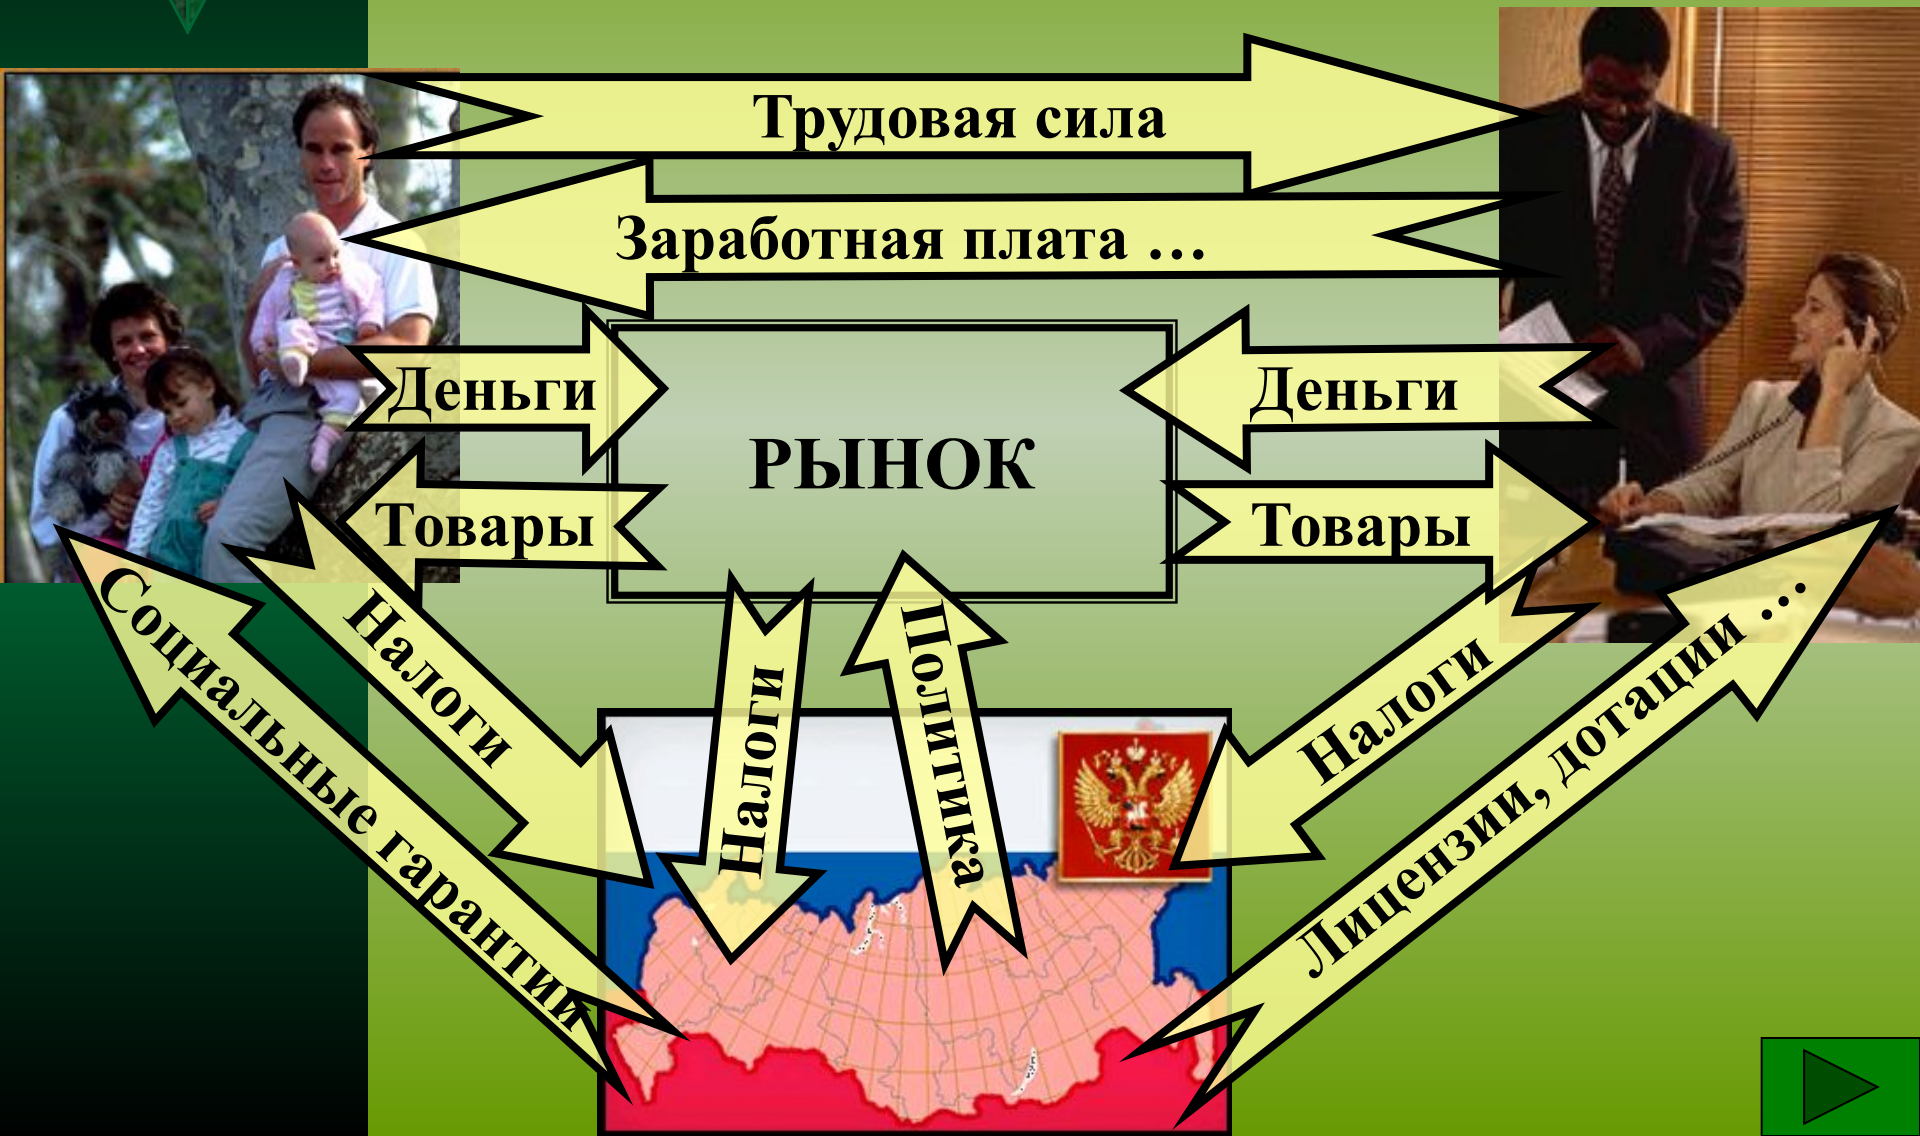 Трудовая сила
Заработная плата …
Деньги
Деньги
РЫНОК
Товары
Товары
Социальные гарантии
Налоги
Налоги
Политика
Налоги
Лицензии, дотации …